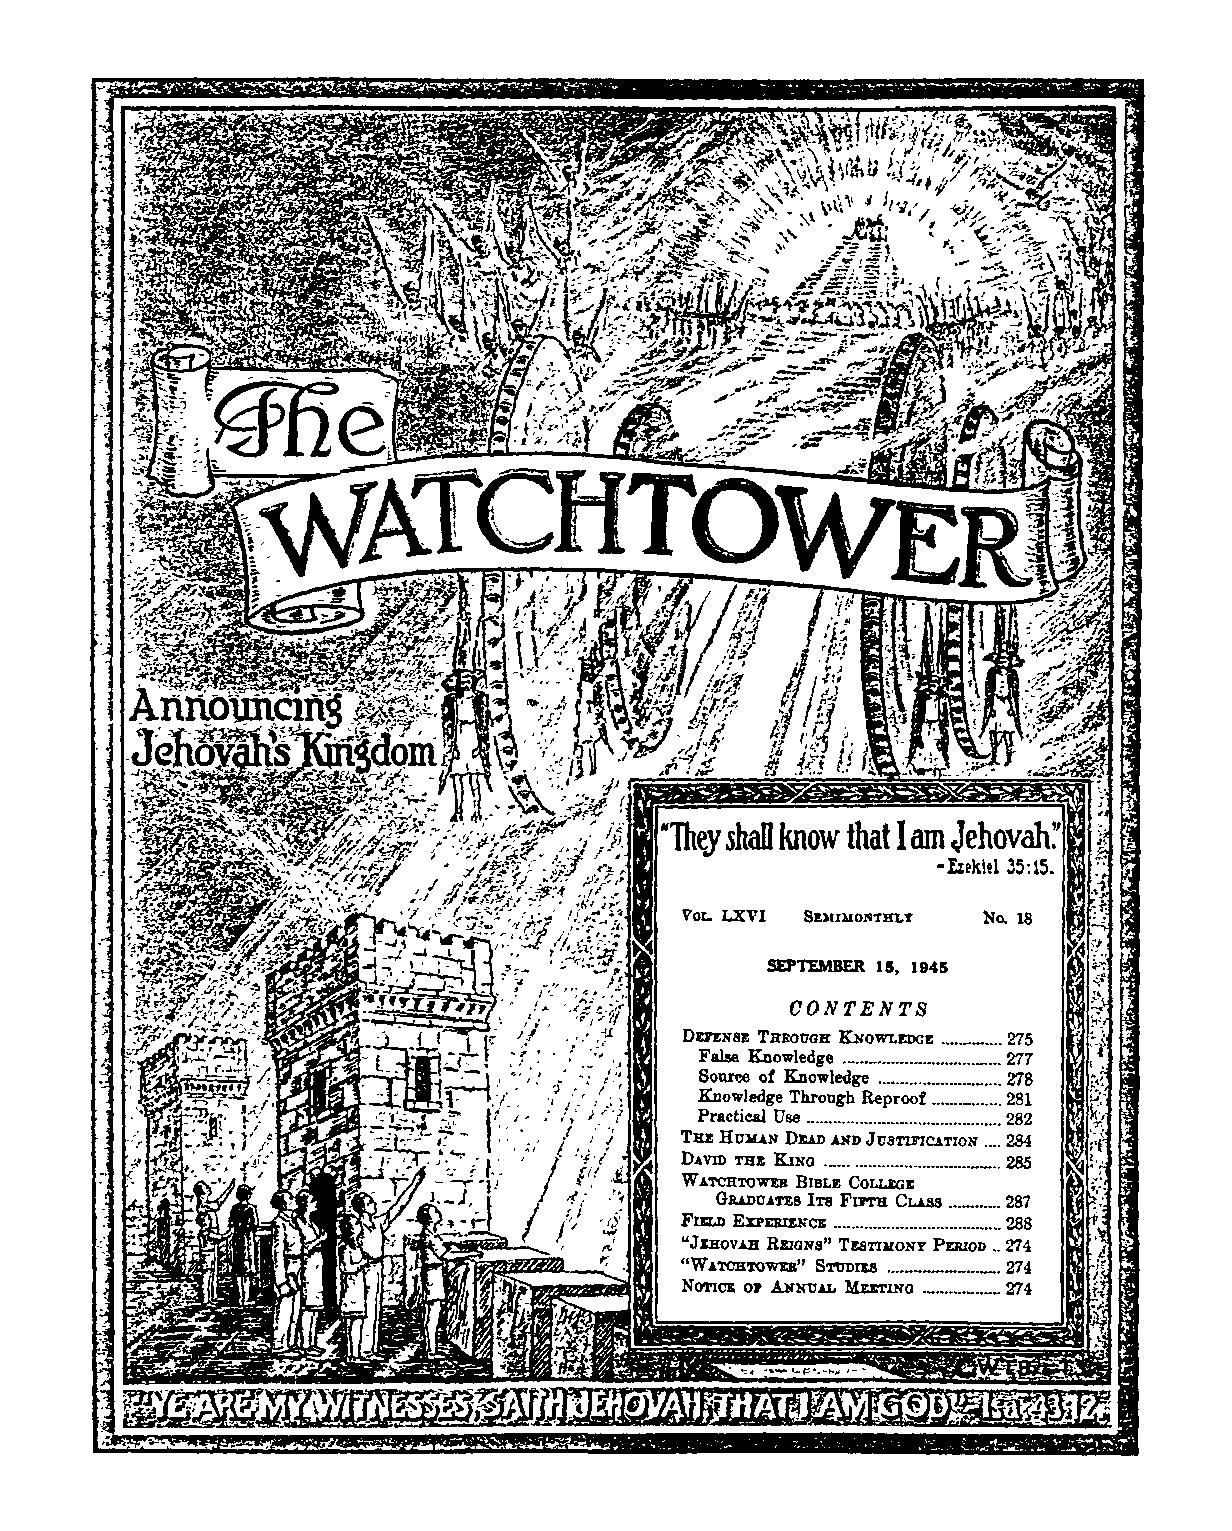 The
WATCHTOWER
Announcing
Jehovah's Kingdom
"They shall know that I am Jehovah."
-Ezekiel 35:15.
VOL. LXVI SEMIMONTHLY No. 18
SEPTEMBER 15, 1945
CONTENTS
DEFENSE THROUGH KNOWLEDGE .............. 275
False Knowledge .................................. 277
Source of Knowledge ........................... 278
Knowledge Through Reproof ............... 281
Practical Use .......................................... 282
THE HUMAN DEAD AND JUSTIFICATION .... 284
DAVID THE KING ...................................... 285
WATCHTOWER BIBLE COLLEGE
GRADUATES ITS FIFTH CLASS ............ 287
FIELD EXPERIENCE .................................... 288
"JEHOVAH REIGNS" TESTIMONY PERIOD .. 274
"WATCHTOWER" STUDIES ......................... 274
NOTICE OF ANNUAL MEETING .................. 274
"YE ARE MY WITNESSES, SAITH JEHOVAH, THAT I AM GOD."-Isa. 43:12.